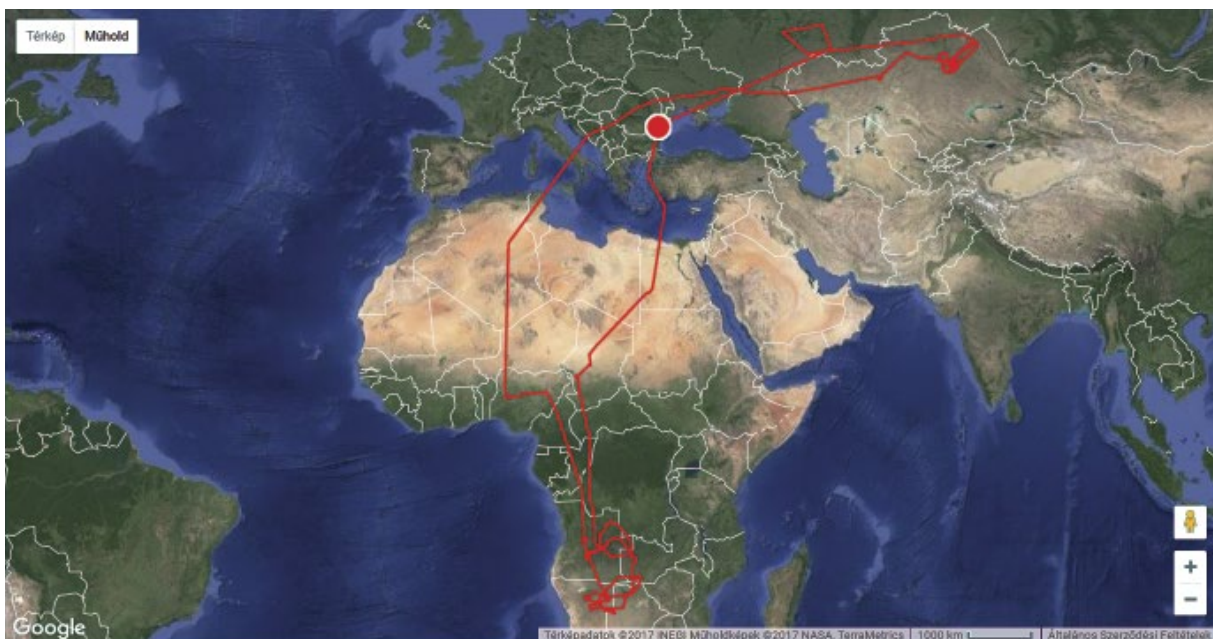 Térkép Műhold
Google
Térképadatok ©2017 INEGI Műholdképek ©2017 NASA, TerraMetrics 1000 km Általános Szerződési Feltételek